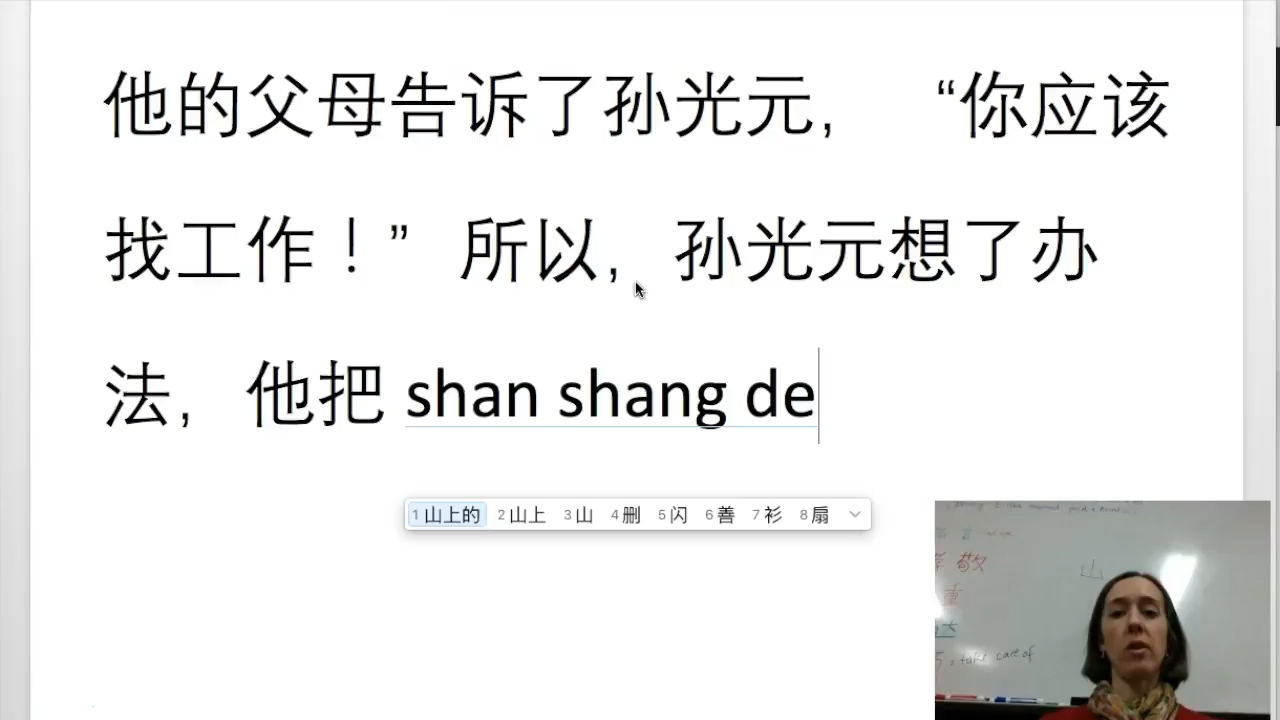 他的父母告诉了孙光元， “你应该
找工作！” 所以， 孙光元想了办
法， 他把 shan shang de
1 山上的 2 山上 3 山 4 删 5 闪 6 善 7 衫 8 扇
敬
山
重
take care of